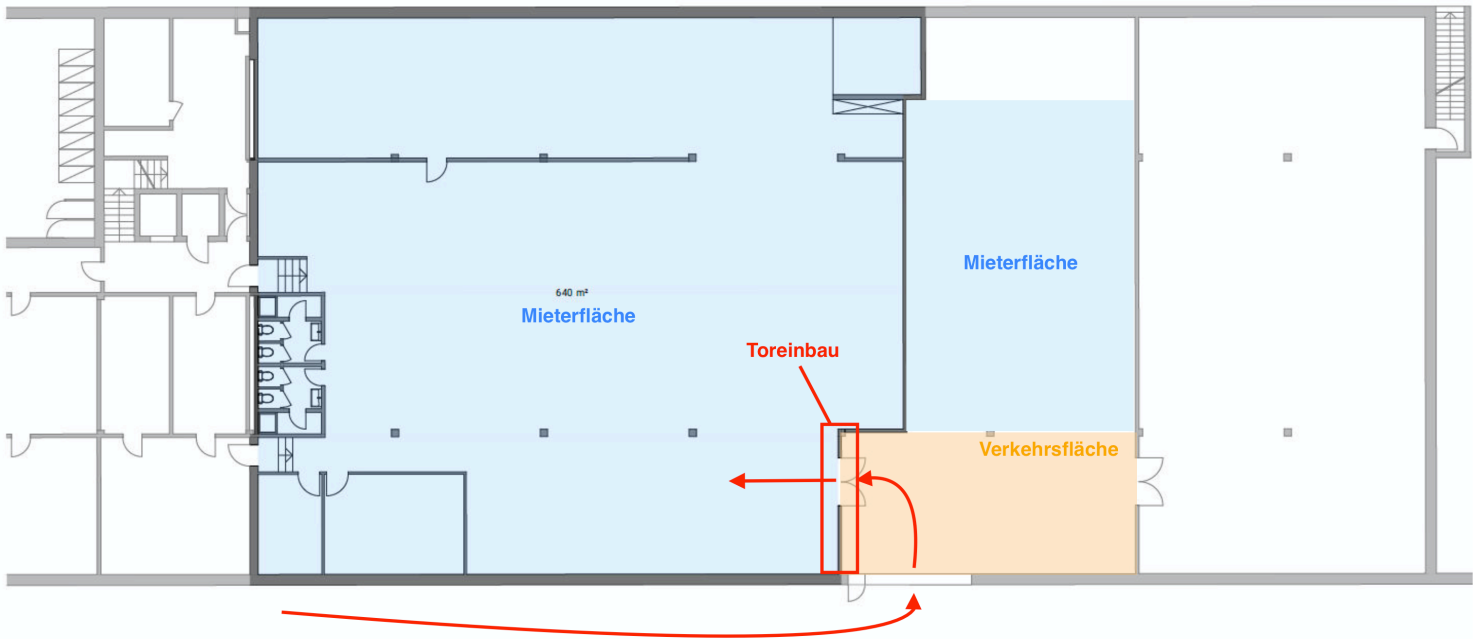 Mieterfläche
640 m²
Mieterfläche
Toreinbau
Verkehrsfläche